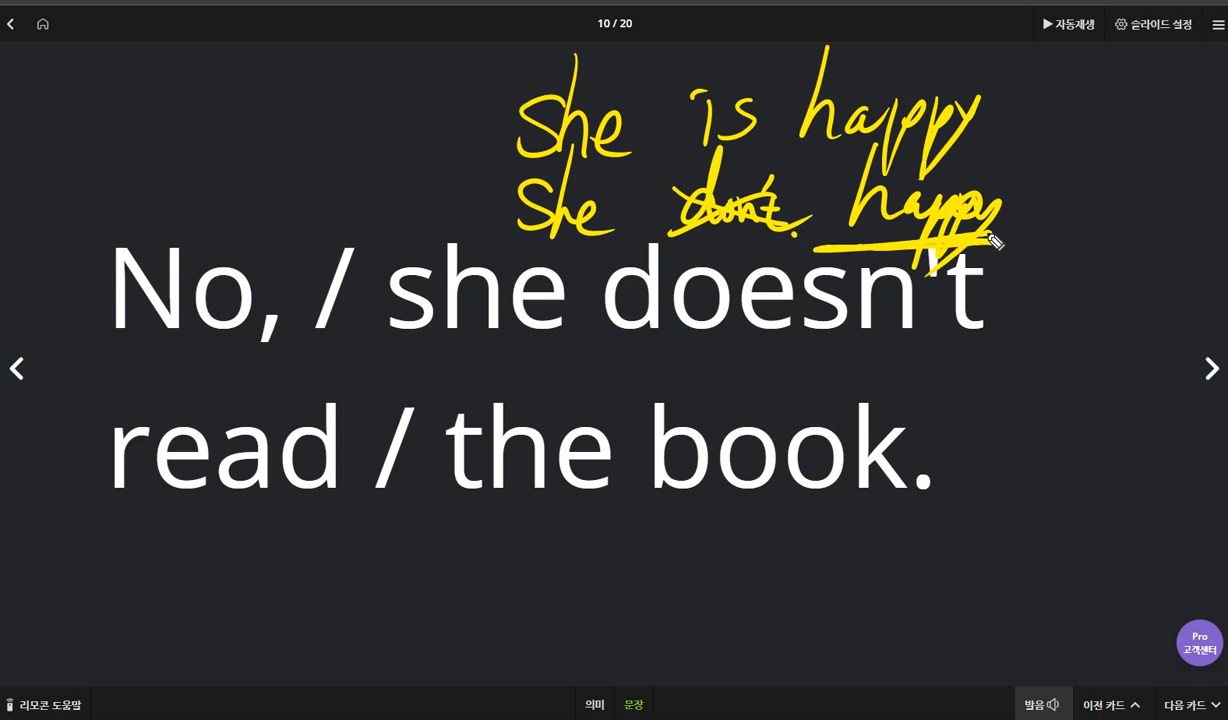 10 / 20
자동재생
슬라이드 설정
She is happy
She don't. happy
No, / she doesn't
read / the book.
Pro
고객센터
리모콘 도움말
의미
문장
발음
이전 카드
다음 카드